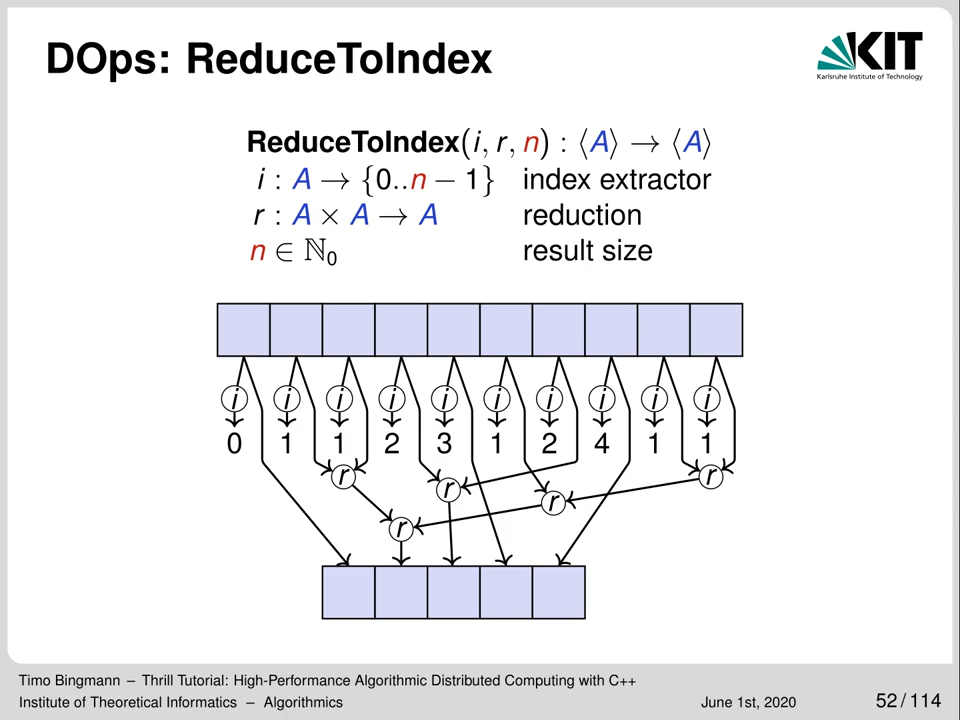 DOps: ReduceToIndex
KIT
Karlsruhe Institute of Technology
ReduceToIndex(i, r, n) : ⟨A⟩ → ⟨A⟩
i : A → {0..n − 1} index extractor
r : A × A → A reduction
n ∈ ℕ₀ result size
i i i i i i i i i i
0 1 1 2 3 1 2 4 1 1
r r
r
r
r
Timo Bingmann – Thrill Tutorial: High-Performance Algorithmic Distributed Computing with C++
Institute of Theoretical Informatics – Algorithmics June 1st, 2020 52 / 114